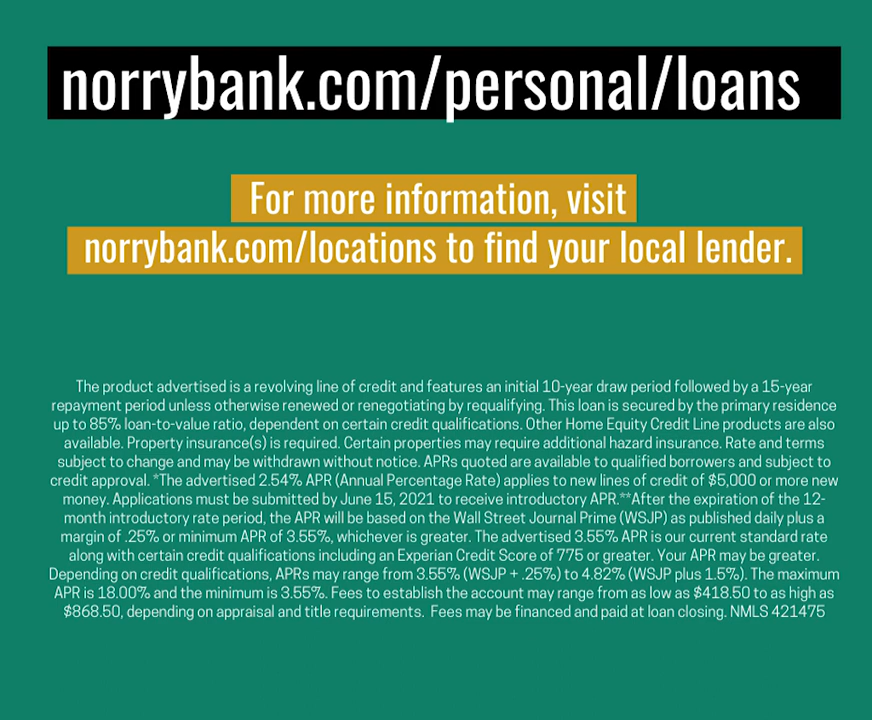 norrybank.com/personal/loans
For more information, visit
norrybank.com/locations to find your local lender.
The product advertised is a revolving line of credit and features an initial 10-year draw period followed by a 15-year
repayment period unless otherwise renewed or renegotiating by requalifying. This loan is secured by the primary residence
up to 85% loan-to-value ratio, dependent on certain credit qualifications. Other Home Equity Credit Line products are also
available. Property insurance(s) is required. Certain properties may require additional hazard insurance. Rate and terms
subject to change and may be withdrawn without notice. APRs quoted are available to qualified borrowers and subject to
credit approval. *The advertised 2.54% APR (Annual Percentage Rate) applies to new lines of credit of $5,000 or more new
money. Applications must be submitted by June 15, 2021 to receive introductory APR.**After the expiration of the 12-
month introductory rate period, the APR will be based on the Wall Street Journal Prime (WSJP) as published daily plus a
margin of .25% or minimum APR of 3.55%, whichever is greater. The advertised 3.55% APR is our current standard rate
along with certain credit qualifications including an Experian Credit Score of 775 or greater. Your APR may be greater.
Depending on credit qualifications, APRs may range from 3.55% (WSJP + .25%) to 4.82% (WSJP plus 1.5%). The maximum
APR is 18.00% and the minimum is 3.55%. Fees to establish the account may range from as low as $418.50 to as high as
$868.50, depending on appraisal and title requirements. Fees may be financed and paid at loan closing. NMLS 421475